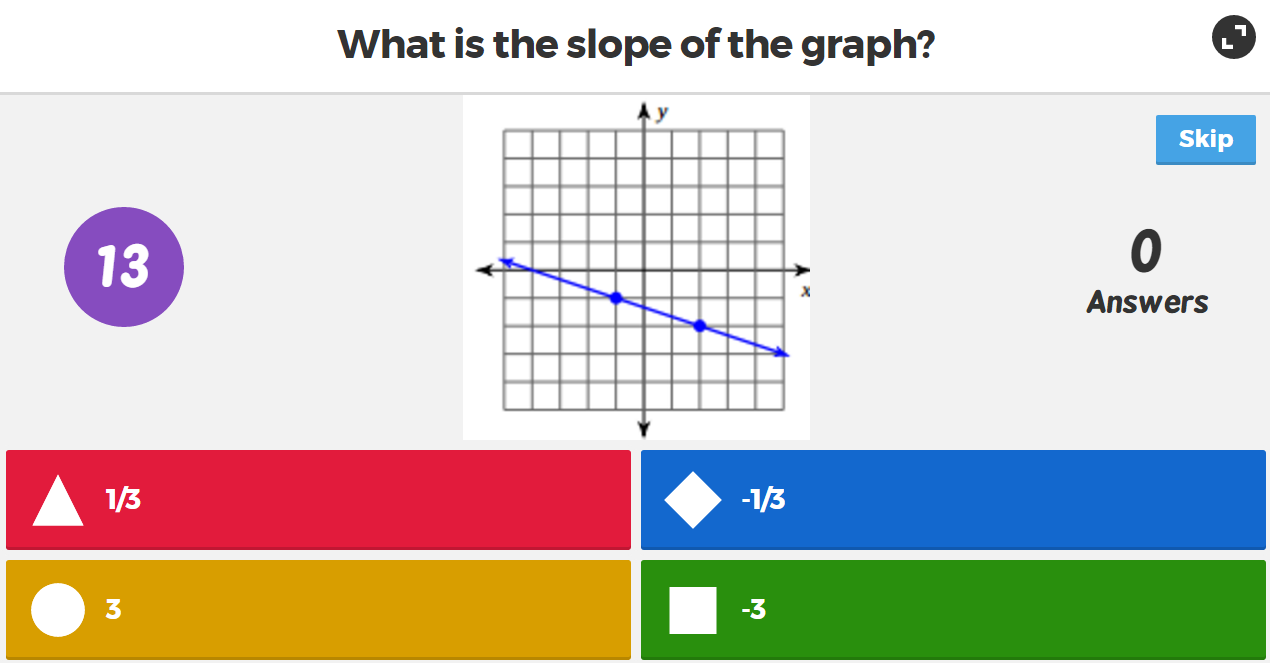 What is the slope of the graph?
Skip
y
13
x
0
Answers
1/3
-1/3
3
-3